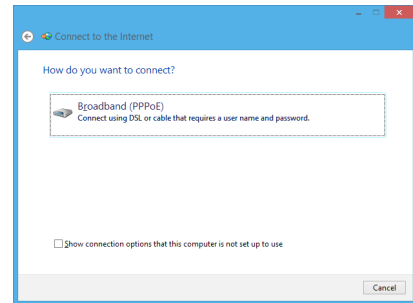 Connect to the Internet
How do you want to connect?
Broadband (PPPoE)
Connect using DSL or cable that requires a user name and password.
Show connection options that this computer is not set up to use
Cancel